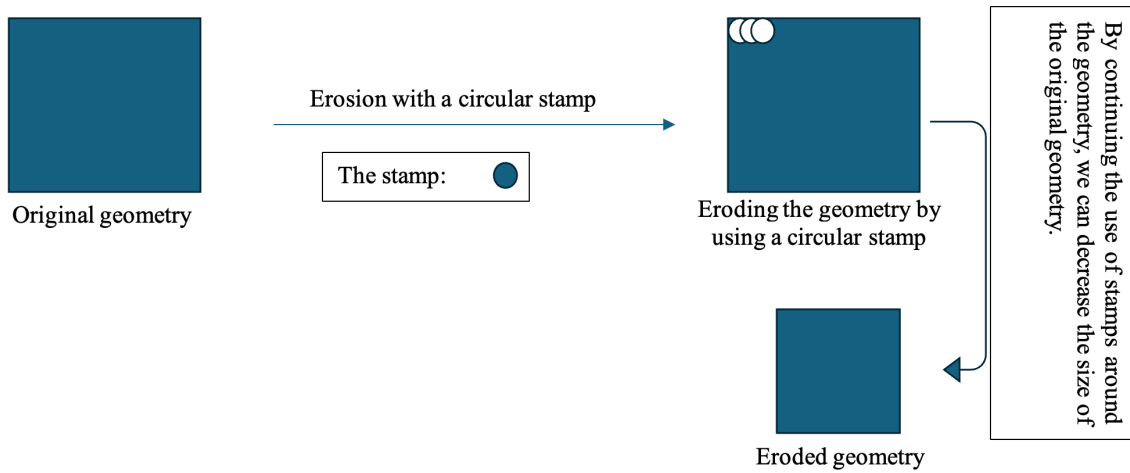 Original geometry
Erosion with a circular stamp
The stamp:
Eroding the geometry by
using a circular stamp
By continuing the use of stamps around
the geometry, we can decrease the size of
the original geometry.
Eroded geometry